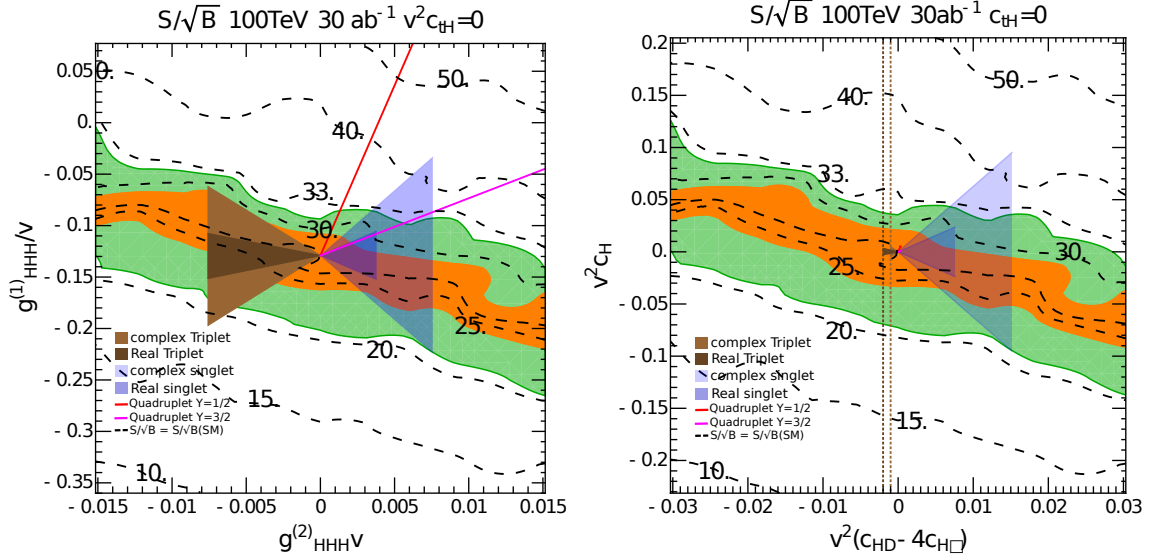 S/√B 100TeV 30 ab⁻¹ v²c_tH=0
0.05
0.
- 0.05
- 0.1
- 0.15
- 0.2
- 0.25
- 0.3
- 0.35
g⁽¹⁾_HHH/v
0.
50.
40.
33.
30.
25.
20.
15.
10.
complex Triplet
Real Triplet
complex singlet
Real singlet
Quadruplet Y=1/2
Quadruplet Y=3/2
S/√B = S/√B(SM)
- 0.015 - 0.01 - 0.005 0 0.005 0.01 0.015
g⁽²⁾_HHH v
S/√B 100TeV 30ab⁻¹ c_tH=0
0.2
0.15
0.1
0.05
0
- 0.05
- 0.1
- 0.15
- 0.2
v²c_H
50.
40.
33.
30.
25.
20.
15.
10.
complex Triplet
Real Triplet
complex singlet
Real singlet
Quadruplet Y=1/2
Quadruplet Y=3/2
S/√B = S/√B(SM)
- 0.03 - 0.02 - 0.01 0 0.01 0.02 0.03
v²(c_HD - 4c_H□)